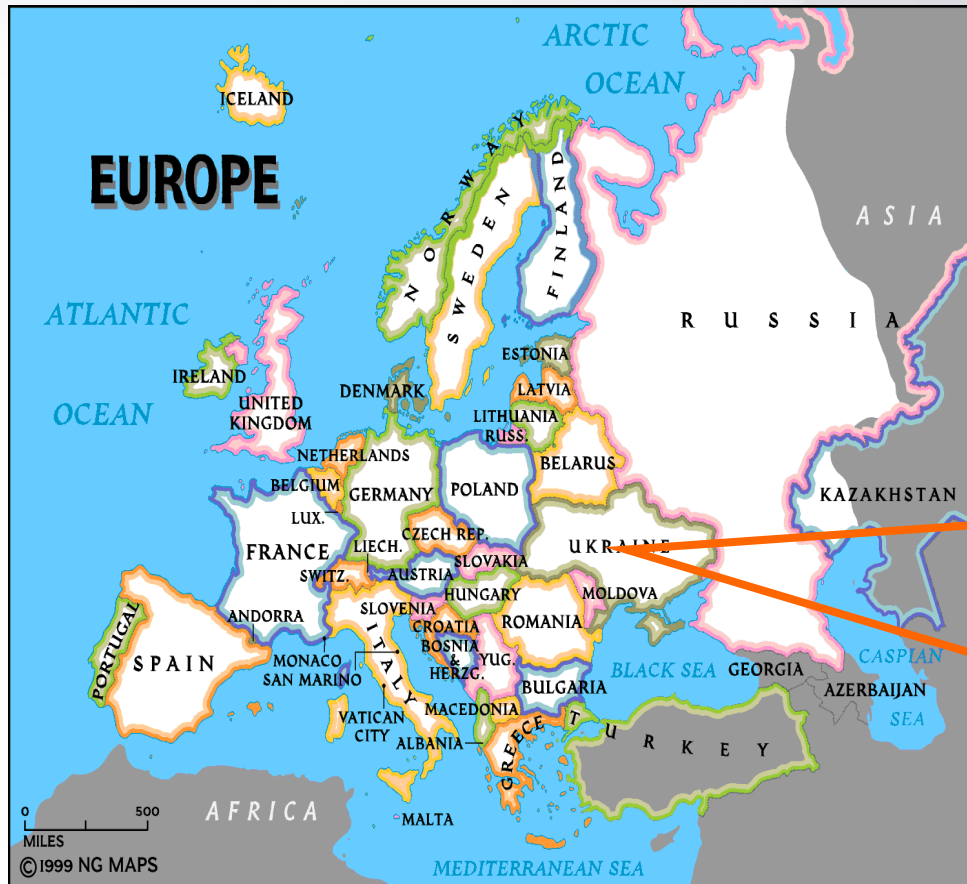 ARCTIC
OCEAN
ICELAND
EUROPE
NORWAY
SWEDEN
FINLAND
ASIA
RUSSIA
ATLANTIC
OCEAN
ESTONIA
IRELAND
DENMARK
LATVIA
UNITED
KINGDOM
LITHUANIA
RUSS.
NETHERLANDS
BELARUS
BELGIUM
GERMANY
POLAND
KAZAKHSTAN
LUX.
CZECH REP.
FRANCE
LIECH.
UKRAINE
SLOVAKIA
SWITZ.
AUSTRIA
HUNGARY
MOLDOVA
SLOVENIA
ROMANIA
ANDORRA
CROATIA
PORTUGAL
SPAIN
ITALY
BOSNIA
&
HERZG.
YUG.
MONACO
SAN MARINO
BLACK SEA
GEORGIA
CASPIAN
SEA
BULGARIA
AZERBAIJAN
VATICAN
CITY
MACEDONIA
ALBANIA
GREECE
TURKEY
AFRICA
MALTA
0 500
MILES
©1999 NG MAPS
MEDITERRANEAN SEA